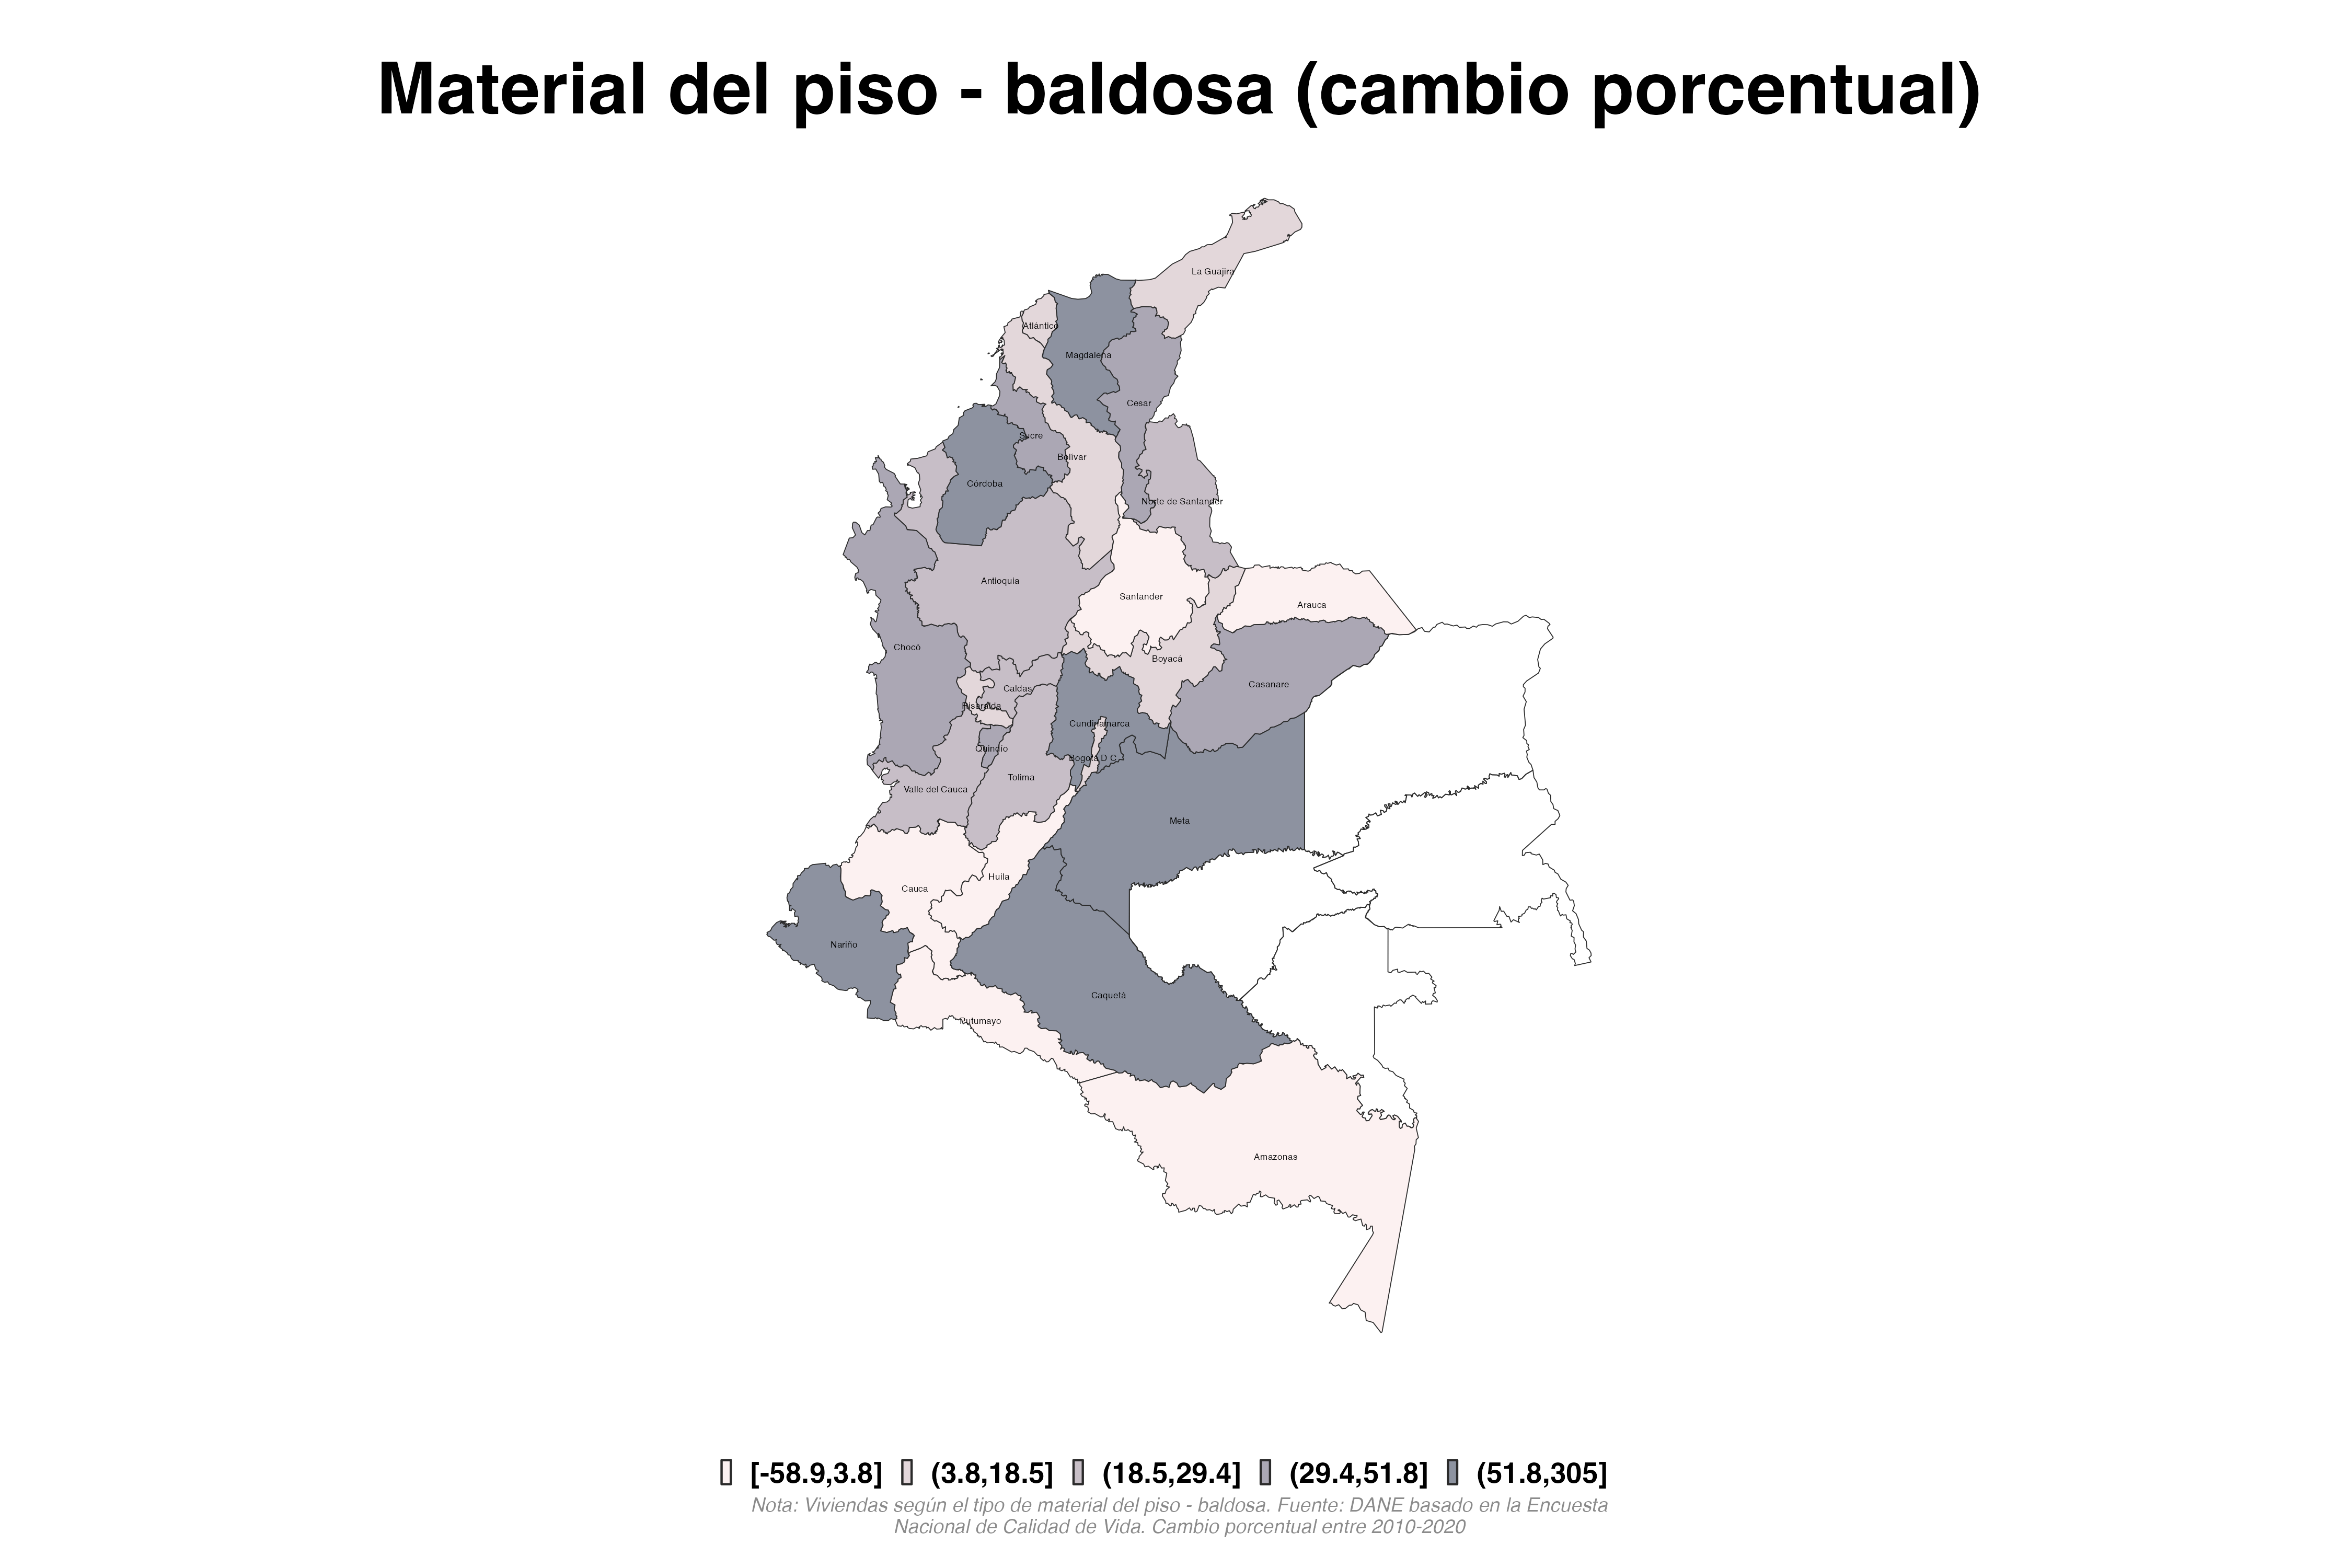 Material del piso - baldosa (cambio porcentual)
La Guajira
Atlántico
Magdalena
Cesar
Sucre
Bolívar
Córdoba
Norte de Santander
Antioquia
Santander
Arauca
Chocó
Boyacá
Casanare
Caldas
Risaralda
Cundinamarca
Quindío
Bogotá D.C.
Tolima
Valle del Cauca
Meta
Huila
Cauca
Nariño
Caquetá
Putumayo
Amazonas
[-58.9,3.8] (3.8,18.5] (18.5,29.4] (29.4,51.8] (51.8,305]
Nota: Viviendas según el tipo de material del piso - baldosa. Fuente: DANE basado en la Encuesta
Nacional de Calidad de Vida. Cambio porcentual entre 2010-2020